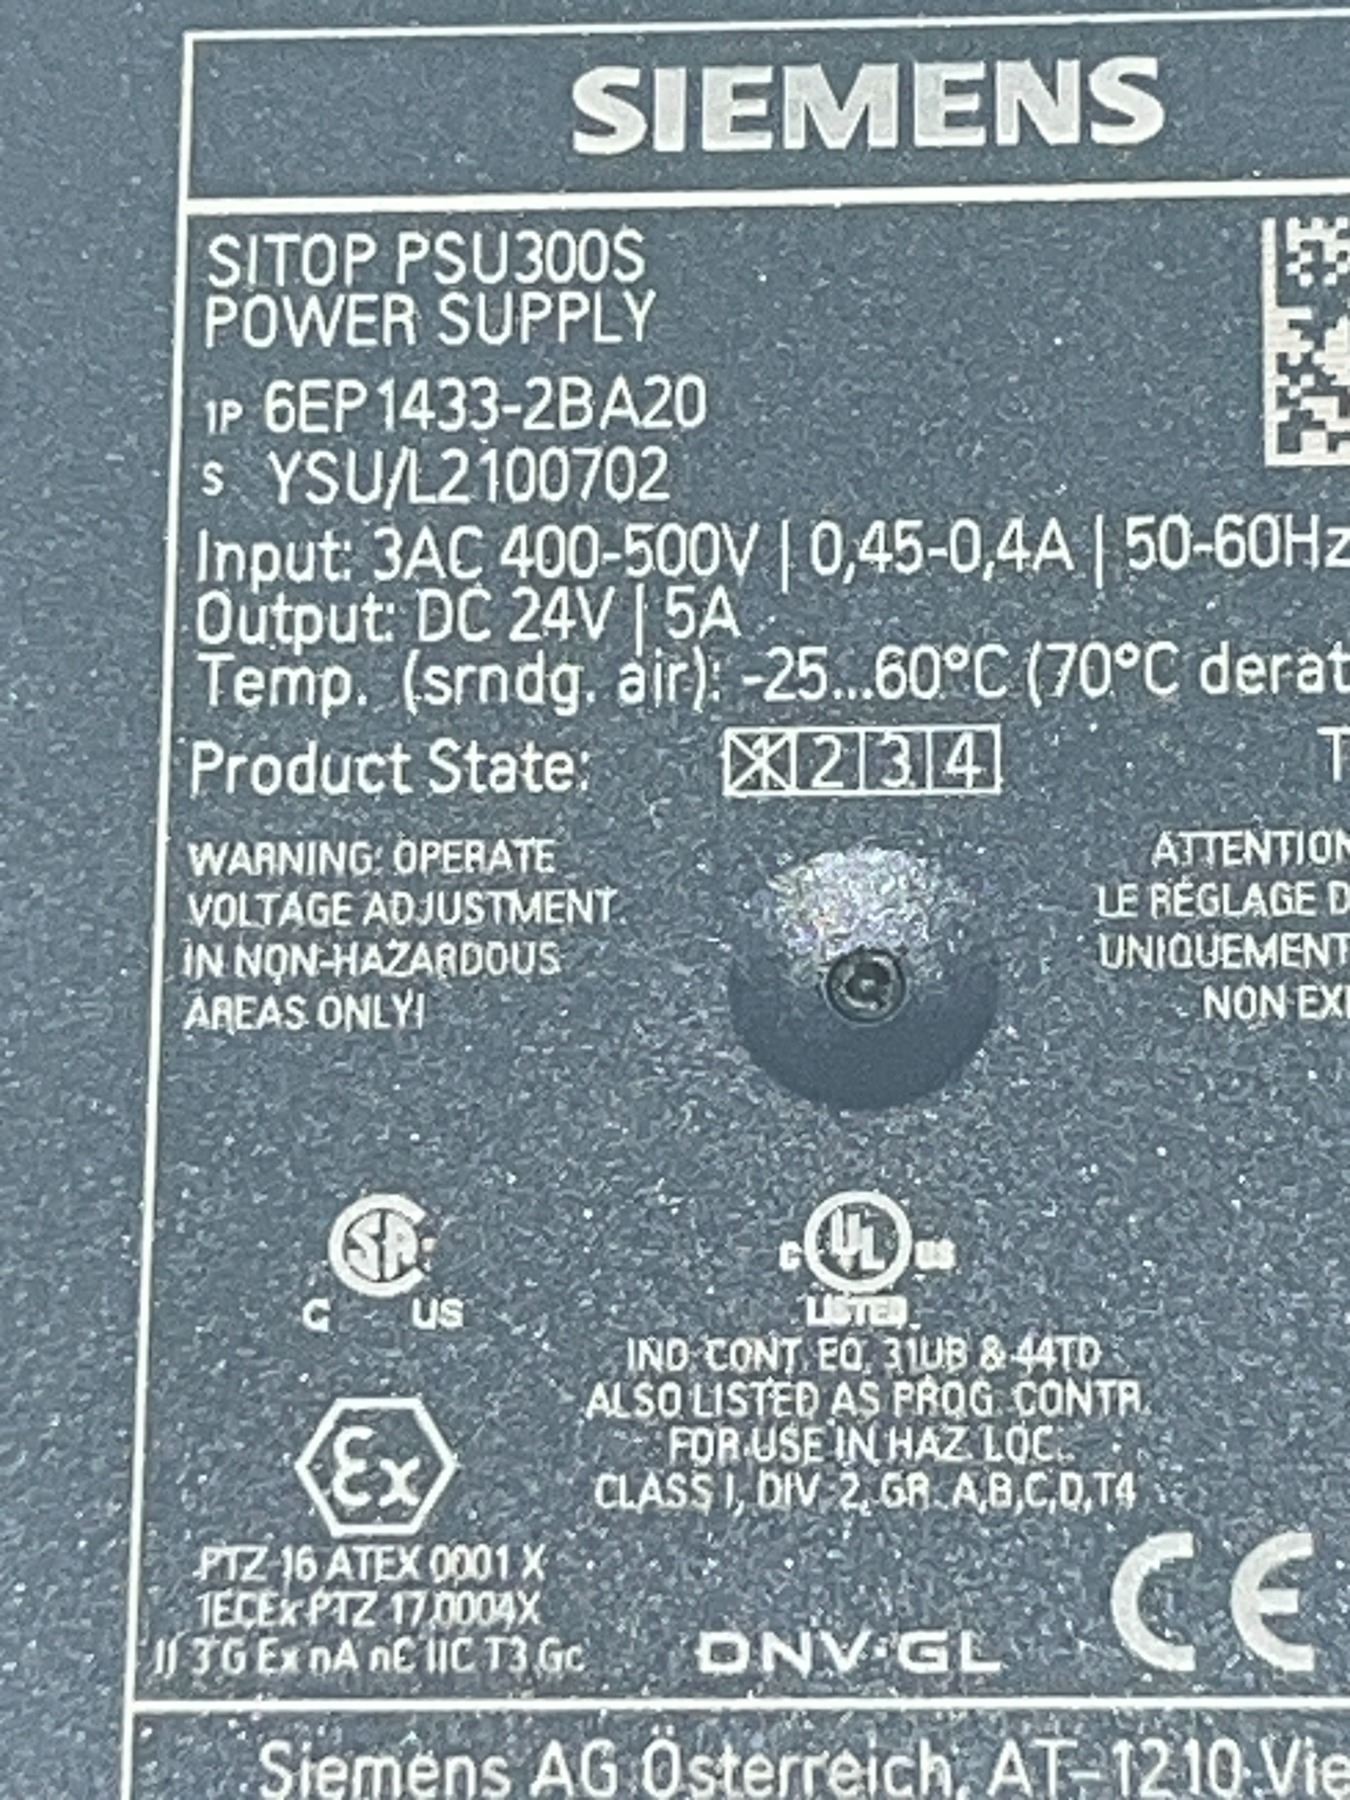 SIEMENS
SITOP PSU300S
POWER SUPPLY
1P 6EP1433-2BA20
S YSU/L2100702
Input: 3AC 400-500V | 0,45-0,4A | 50-60Hz
Output: DC 24V | 5A
Temp. (srndg. air): -25...60°C (70°C derat
Product State: 1 2 3 4
WARNING: OPERATE
VOLTAGE ADJUSTMENT
IN NON-HAZARDOUS
AREAS ONLY!
ATTENTION
LE RÉGLAGE D
UNIQUEMENT
NON EX
SA
C US
C UL US
LISTED
IND. CONT. EQ. 31UB & 44TD
ALSO LISTED AS PROG. CONTR.
FOR USE IN HAZ. LOC.
CLASS I, DIV. 2, GR. A,B,C,D,T4
Ex
PTZ 16 ATEX 0001 X
IECEx PTZ 17.0004X
II 3 G Ex nA nC IIC T3 Gc
DNV·GL
CE
Siemens AG Österreich, AT-1210 Vie